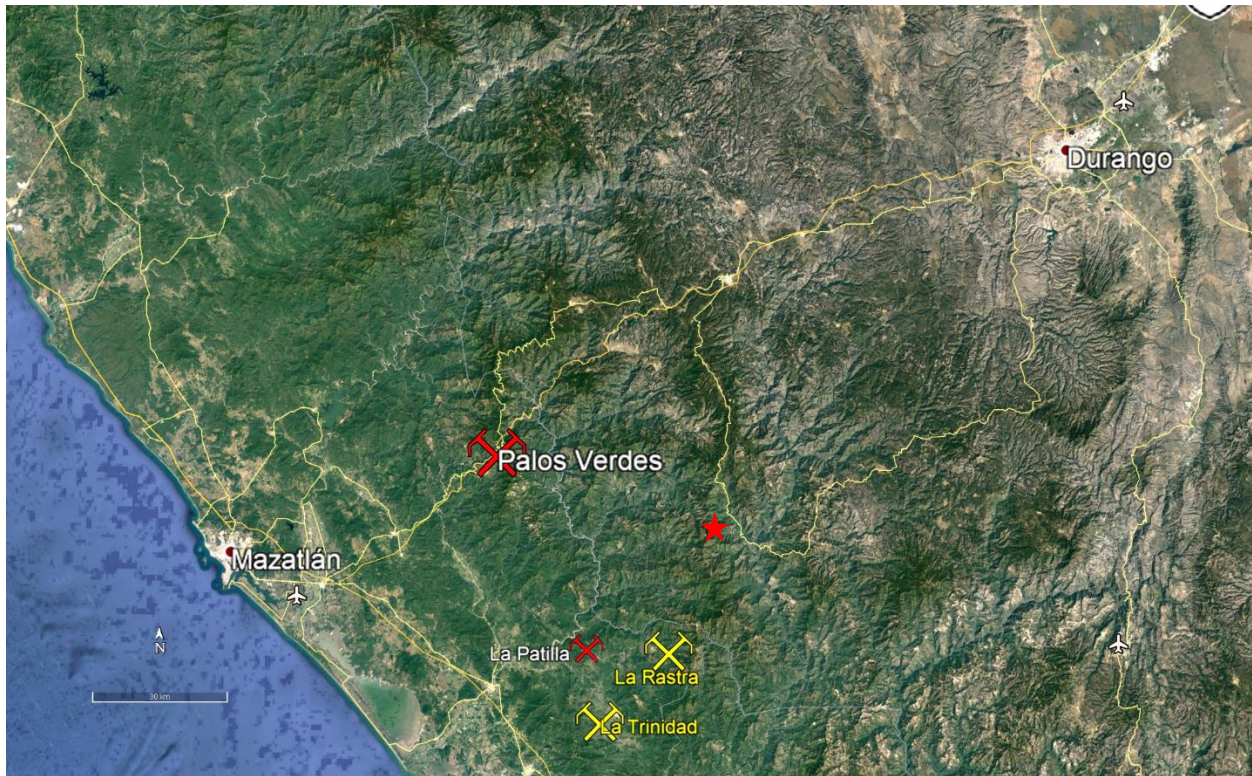 Durango
Palos Verdes
Mazatlán
N
La Patilla
La Rastra
La Trinidad
30 km